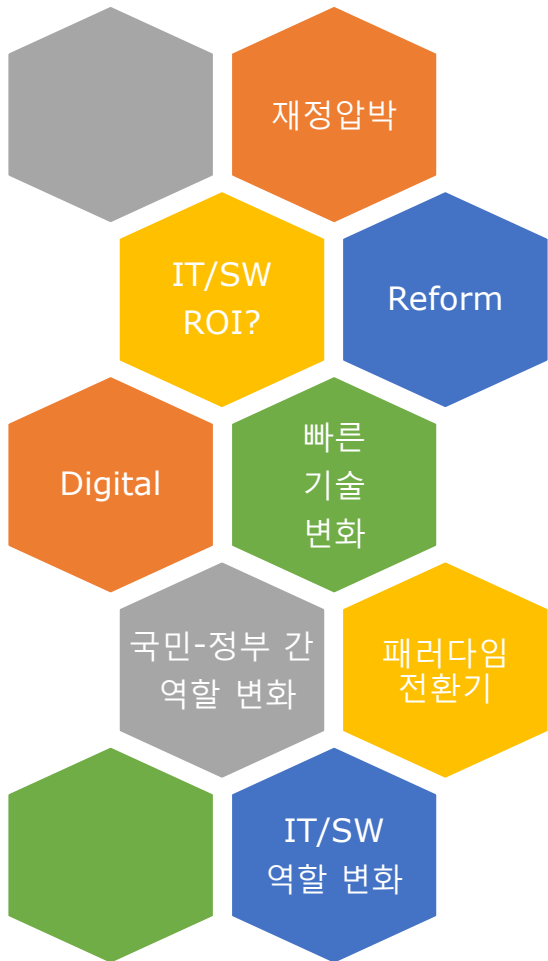 재정압박
IT/SW
ROI?
Reform
Digital
빠른
기술
변화
국민-정부 간
역할 변화
패러다임
전환기
IT/SW
역할 변화